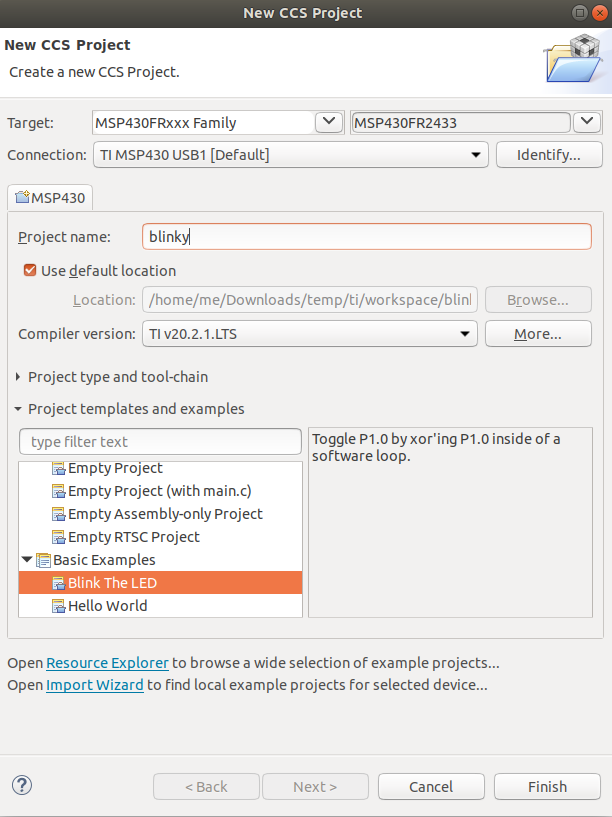 New CCS Project
New CCS Project
Create a new CCS Project.
Target: MSP430FRxxx Family MSP430FR2433
Connection: TI MSP430 USB1 [Default] Identify...
MSP430
Project name: blinky
Use default location
Location: /home/me/Downloads/temp/ti/workspace/blin Browse...
Compiler version: TI v20.2.1.LTS More...
Project type and tool-chain
Project templates and examples
type filter text
Toggle P1.0 by xor'ing P1.0 inside of a
software loop.
Empty Project
Empty Project (with main.c)
Empty Assembly-only Project
Empty RTSC Project
Basic Examples
Blink The LED
Hello World
Open Resource Explorer to browse a wide selection of example projects...
Open Import Wizard to find local example projects for selected device...
? < Back Next > Cancel Finish